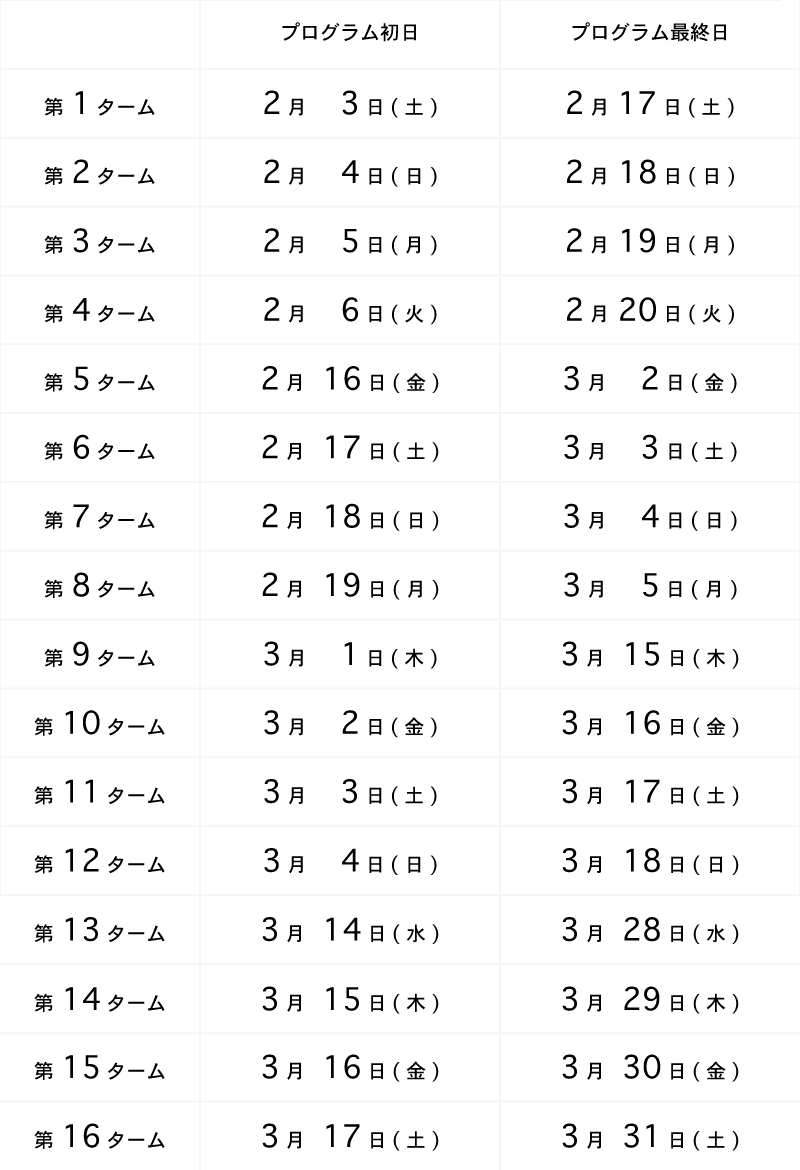 プログラム初日 プログラム最終日
第1ターム 2月 3日(土) 2月17日(土)
第2ターム 2月 4日(日) 2月18日(日)
第3ターム 2月 5日(月) 2月19日(月)
第4ターム 2月 6日(火) 2月20日(火)
第5ターム 2月 16日(金) 3月 2日(金)
第6ターム 2月 17日(土) 3月 3日(土)
第7ターム 2月 18日(日) 3月 4日(日)
第8ターム 2月 19日(月) 3月 5日(月)
第9ターム 3月 1日(木) 3月 15日(木)
第10ターム 3月 2日(金) 3月 16日(金)
第11ターム 3月 3日(土) 3月 17日(土)
第12ターム 3月 4日(日) 3月 18日(日)
第13ターム 3月 14日(水) 3月 28日(水)
第14ターム 3月 15日(木) 3月 29日(木)
第15ターム 3月 16日(金) 3月 30日(金)
第16ターム 3月 17日(土) 3月 31日(土)